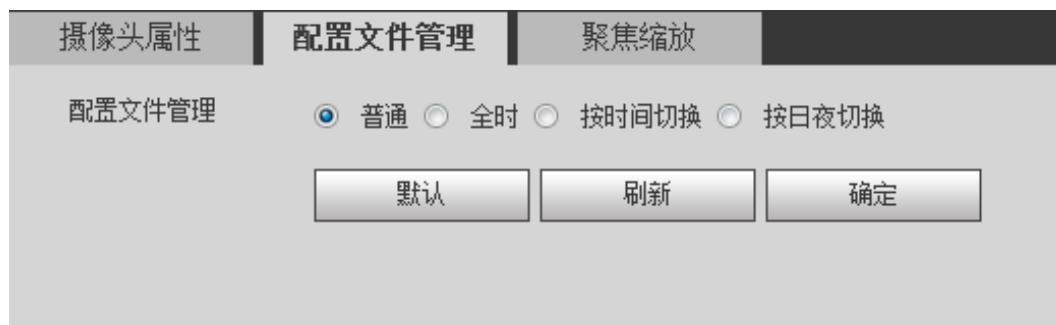 摄像头属性 配置文件管理 聚焦缩放
配置文件管理 普通 全时 按时间切换 按日夜切换
默认 刷新 确定